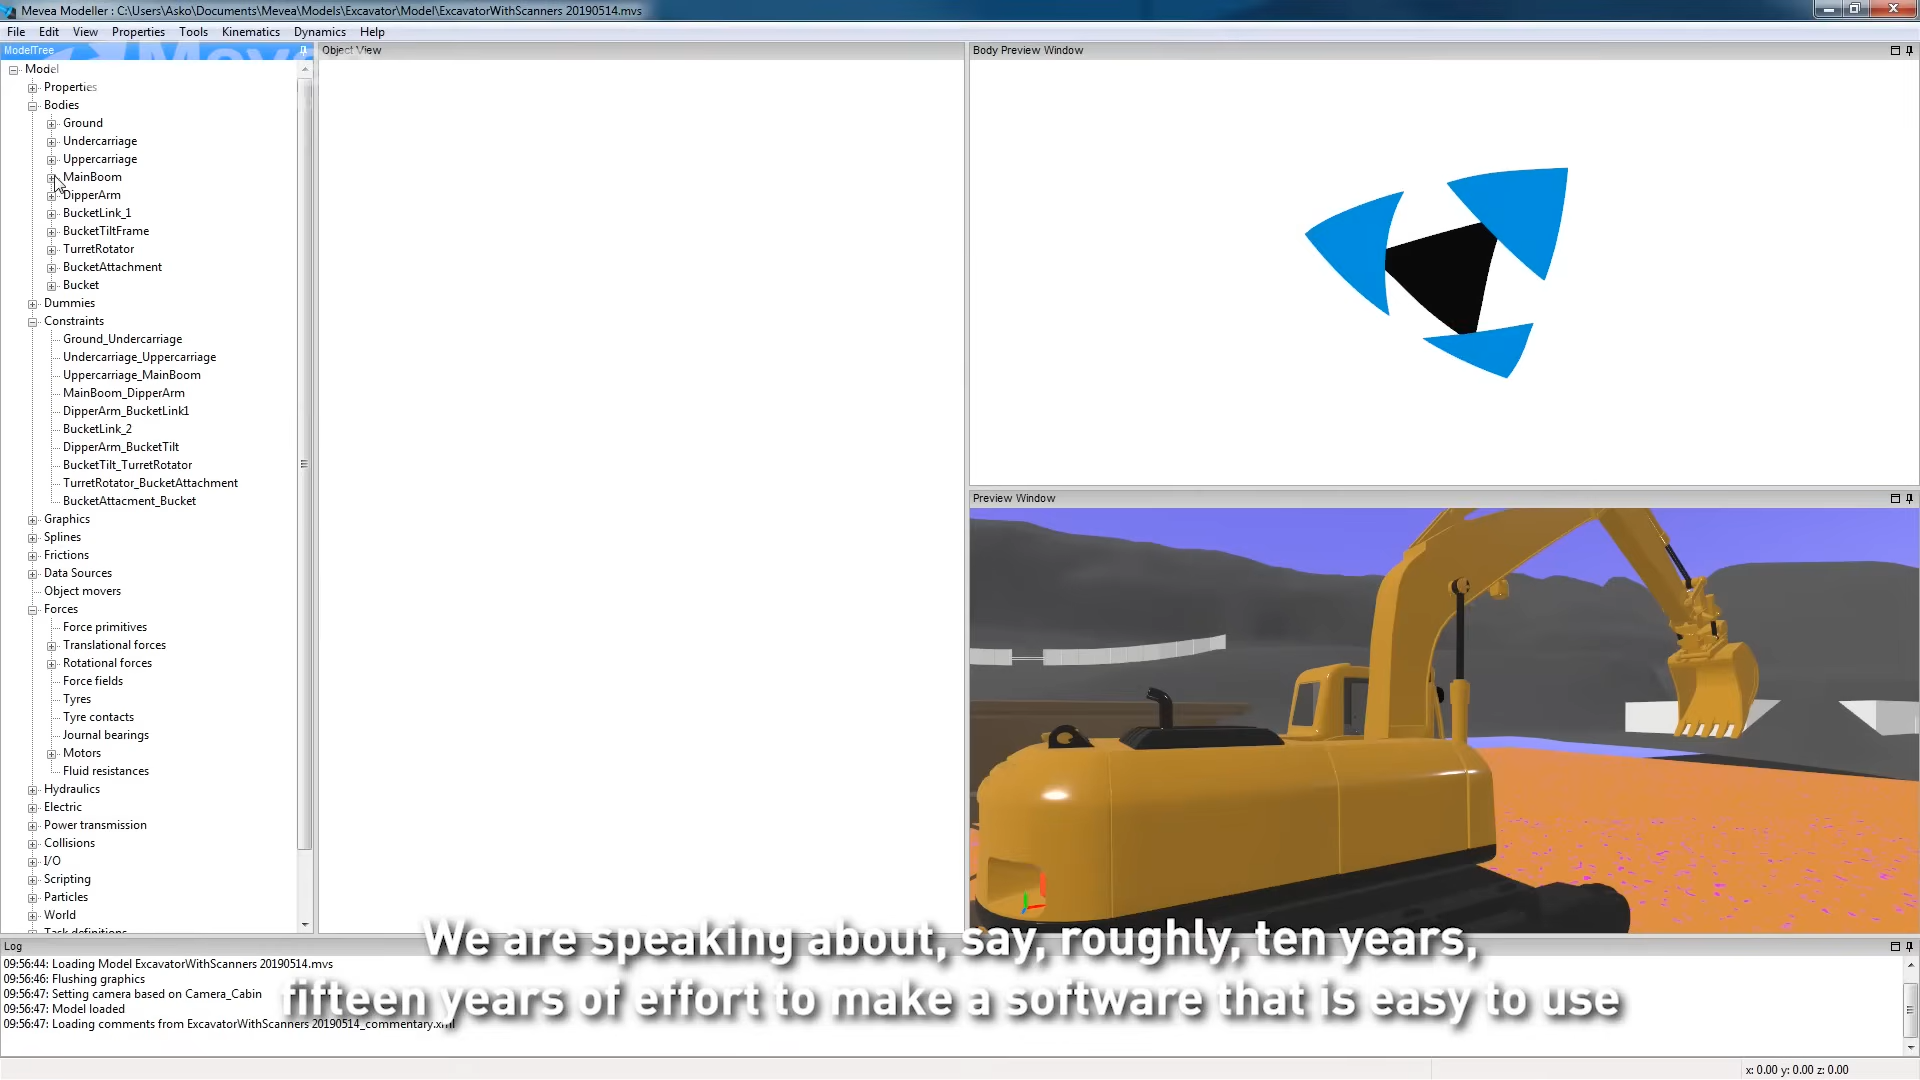 Mevea Modeller : C:\Users\Asko\Documents\Mevea\Models\Excavator\Model\ExcavatorWithScanners 20190514.mvs
File Edit View Properties Tools Kinematics Dynamics Help
ModelTree
Object View
Body Preview Window
Model
Properties
Bodies
Ground
Undercarriage
Uppercarriage
MainBoom
DipperArm
BucketLink_1
BucketTiltFrame
TurretRotator
BucketAttachment
Bucket
Dummies
Constraints
Ground_Undercarriage
Undercarriage_Uppercarriage
Uppercarriage_MainBoom
MainBoom_DipperArm
DipperArm_BucketLink1
BucketLink_2
DipperArm_BucketTilt
BucketTilt_TurretRotator
TurretRotator_BucketAttachment
BucketAttacment_Bucket
Graphics
Splines
Frictions
Data Sources
Object movers
Forces
Force primitives
Translational forces
Rotational forces
Force fields
Tyres
Tyre contacts
Journal bearings
Motors
Fluid resistances
Hydraulics
Electric
Power transmission
Collisions
I/O
Scripting
Particles
World
Task definitions
Preview Window
We are speaking about, say, roughly, ten years,
fifteen years of effort to make a software that is easy to use
Log
09:56:44: Loading Model ExcavatorWithScanners 20190514.mvs
09:56:46: Flushing graphics
09:56:47: Setting camera based on Camera_Cabin
09:56:47: Model loaded
09:56:47: Loading comments from ExcavatorWithScanners 20190514_commentary.xml
x: 0.00 y: 0.00 z: 0.00